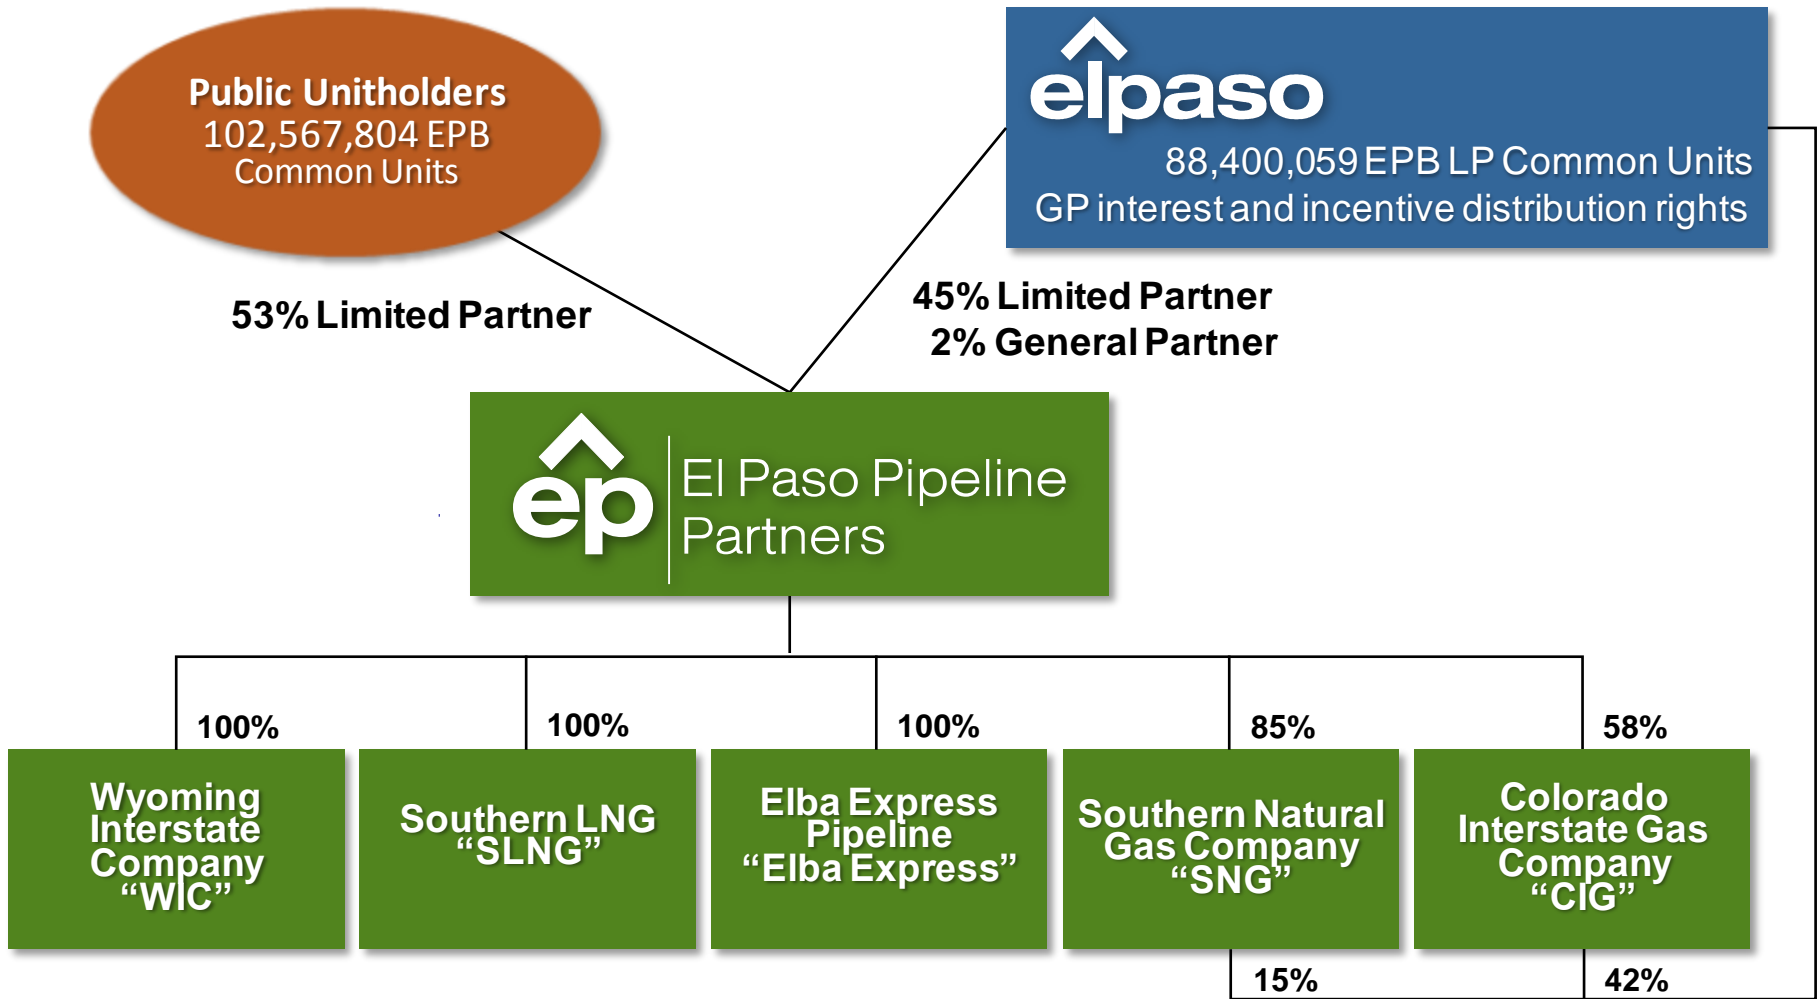 Public Unitholders
102,567,804 EPB
Common Units
elpaso
88,400,059 EPB LP Common Units
GP interest and incentive distribution rights
53% Limited Partner
45% Limited Partner
2% General Partner
ep
El Paso Pipeline
Partners
100%
100%
100%
85%
58%
Wyoming
Interstate
Company
“WIC”
Southern LNG
“SLNG”
Elba Express
Pipeline
“Elba Express”
Southern Natural
Gas Company
“SNG”
Colorado
Interstate Gas
Company
“CIG”
15%
42%